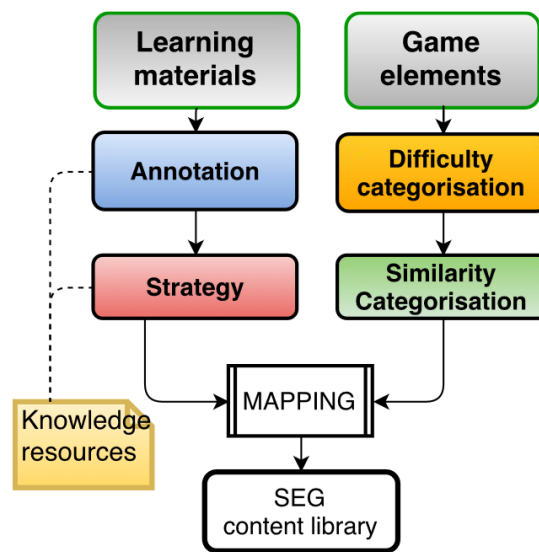 Learning
materials
Game
elements
Annotation
Difficulty
categorisation
Strategy
Similarity
Categorisation
MAPPING
Knowledge
resources
SEG
content library